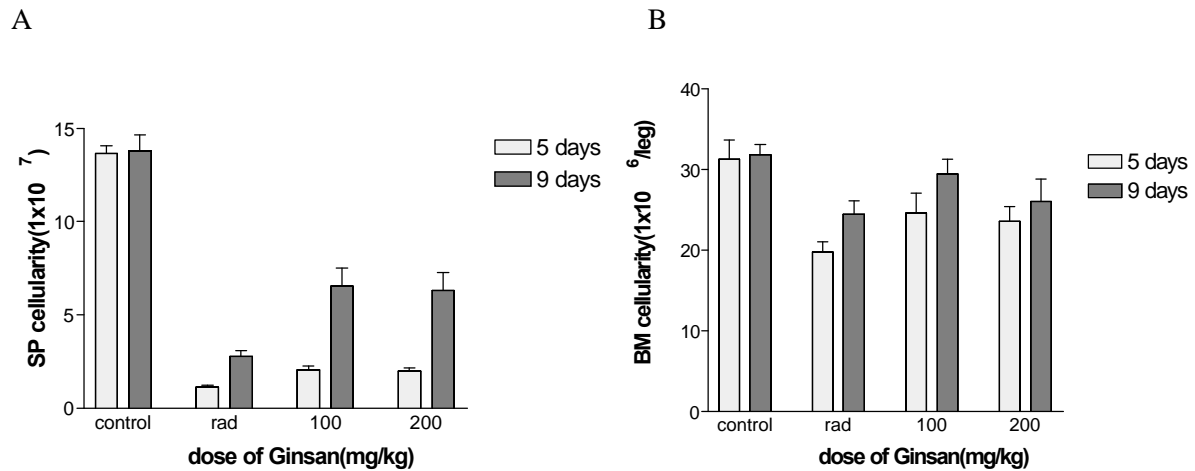 A
SP cellularity(1x10 7)
15
10
5
0
control rad 100 200
dose of Ginsan(mg/kg)
5 days
9 days
B
BM cellularity(1x10 6/leg)
40
30
20
10
0
control rad 100 200
dose of Ginsan(mg/kg)
5 days
9 days